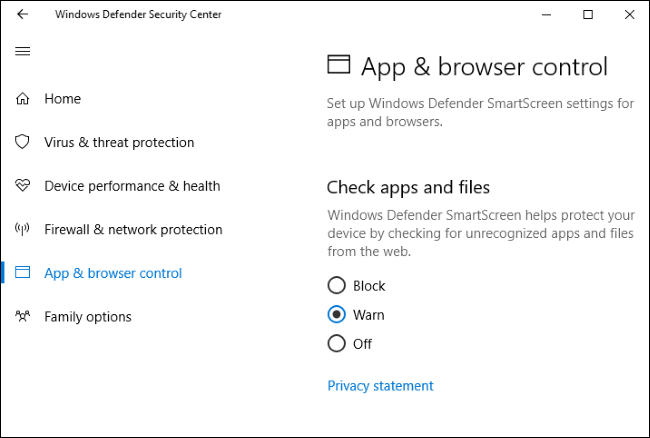 Windows Defender Security Center
Home
Virus & threat protection
Device performance & health
Firewall & network protection
App & browser control
Family options
App & browser control
Set up Windows Defender SmartScreen settings for
apps and browsers.
Check apps and files
Windows Defender SmartScreen helps protect your
device by checking for unrecognized apps and files
from the web.
Block
Warn
Off
Privacy statement